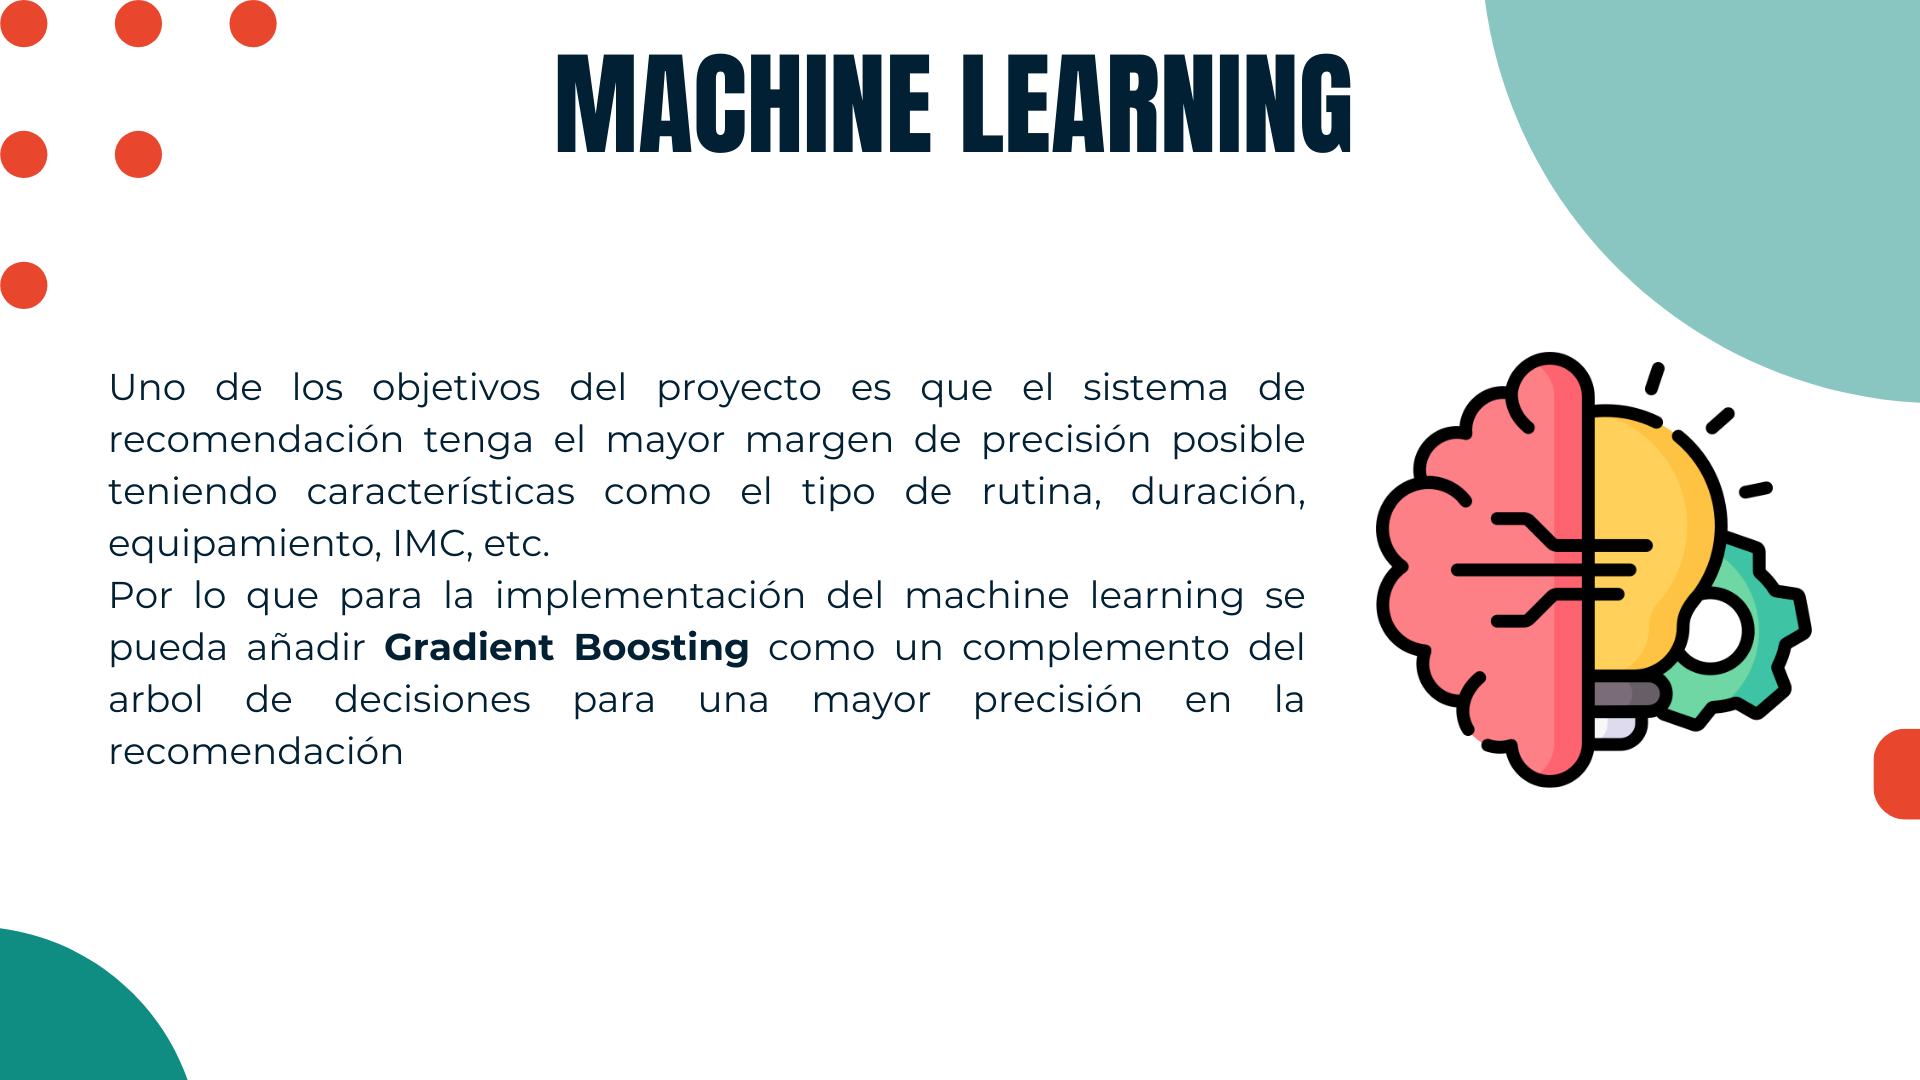 MACHINE LEARNING
Uno de los objetivos del proyecto es que el sistema de
recomendación tenga el mayor margen de precisión posible
teniendo características como el tipo de rutina, duración,
equipamiento, IMC, etc.
Por lo que para la implementación del machine learning se
pueda añadir Gradient Boosting como un complemento del
arbol de decisiones para una mayor precisión en la
recomendación